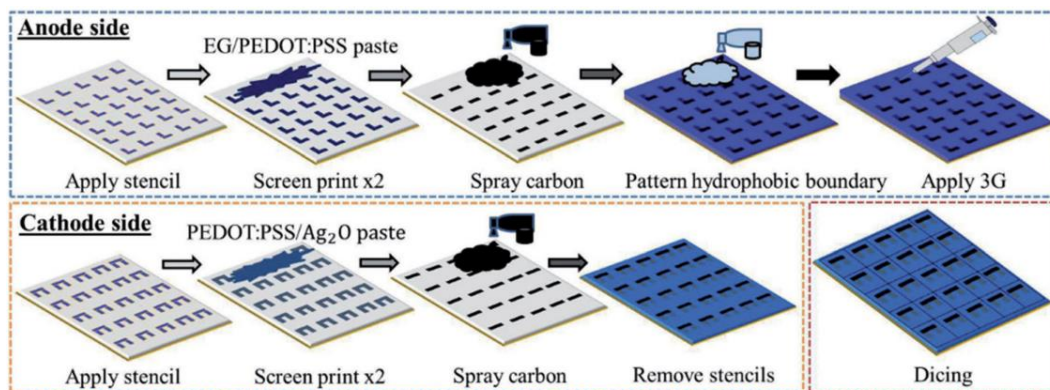 Anode side
EG/PEDOT:PSS paste
Apply stencil
Screen print x2
Spray carbon
Pattern hydrophobic boundary
Apply 3G
Cathode side
PEDOT:PSS/Ag₂O paste
Apply stencil
Screen print x2
Spray carbon
Remove stencils
Dicing